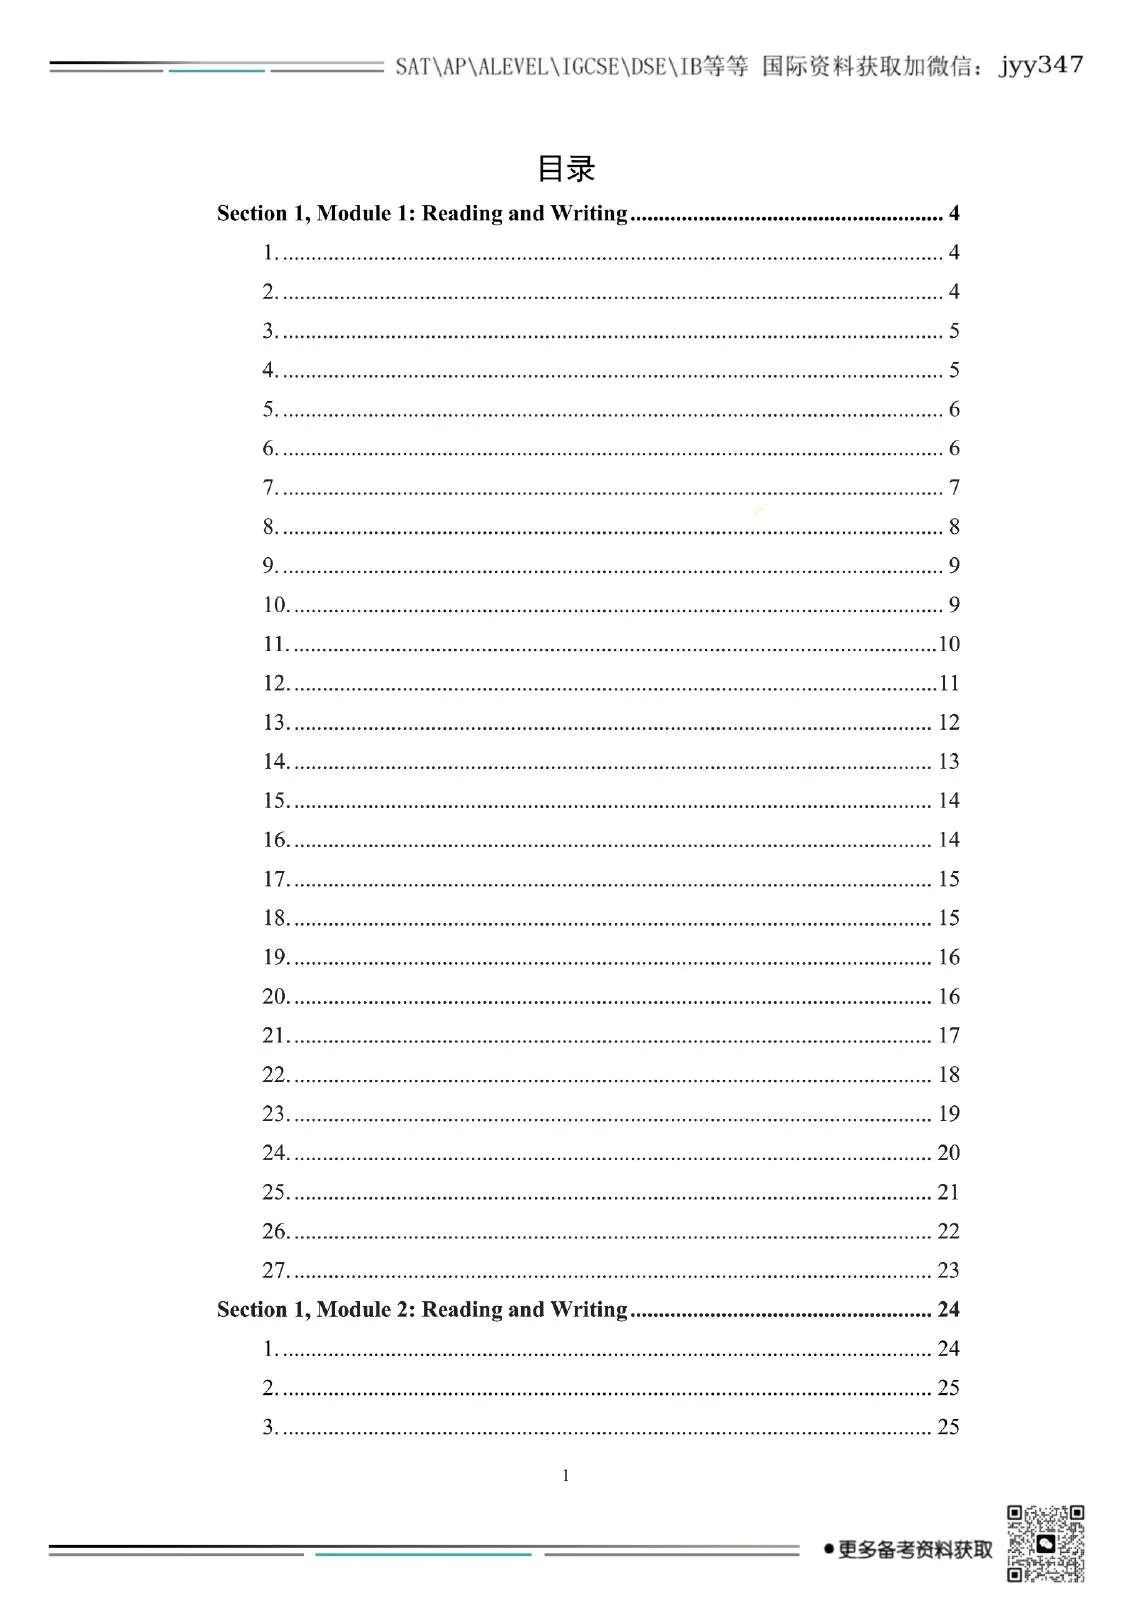 SAT\AP\ALEVEL\IGCSE\DSE\IB等等 国际资料获取加微信：jyy347
目录
Section 1, Module 1: Reading and Writing........................................................ 4
1. ........................................................ 4
2. ........................................................ 4
3. ........................................................ 5
4. ........................................................ 5
5. ........................................................ 6
6. ........................................................ 6
7. ........................................................ 7
8. ........................................................ 8
9. ........................................................ 9
10. ........................................................ 9
11. ........................................................10
12. ........................................................11
13. ........................................................ 12
14. ........................................................ 13
15. ........................................................ 14
16. ........................................................ 14
17. ........................................................ 15
18. ........................................................ 15
19. ........................................................ 16
20. ........................................................ 16
21. ........................................................ 17
22. ........................................................ 18
23. ........................................................ 19
24. ........................................................ 20
25. ........................................................ 21
26. ........................................................ 22
27. ........................................................ 23
Section 1, Module 2: Reading and Writing........................................................ 24
1. ........................................................ 24
2. ........................................................ 25
3. ........................................................ 25
1
●更多备考资料获取